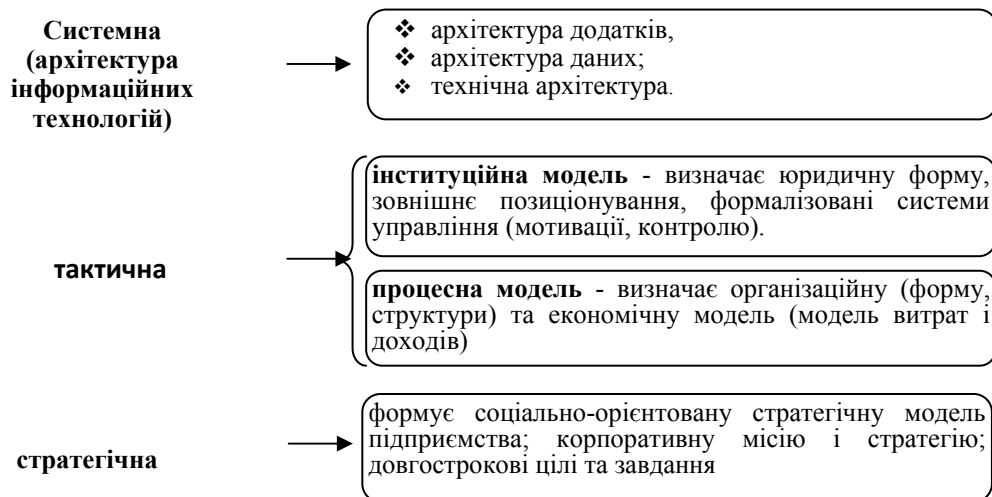 Системна
(архітектура
інформаційних
технологій)
❖ архітектура додатків,
❖ архітектура даних;
❖ технічна архітектура.
тактична
інституційна модель - визначає юридичну форму,
зовнішнє позиціонування, формалізовані системи
управління (мотивації, контролю).
процесна модель - визначає організаційну (форму,
структури) та економічну модель (модель витрат і
доходів)
стратегічна
формує соціально-орієнтовану стратегічну модель
підприємства; корпоративну місію і стратегію;
довгострокові цілі та завдання